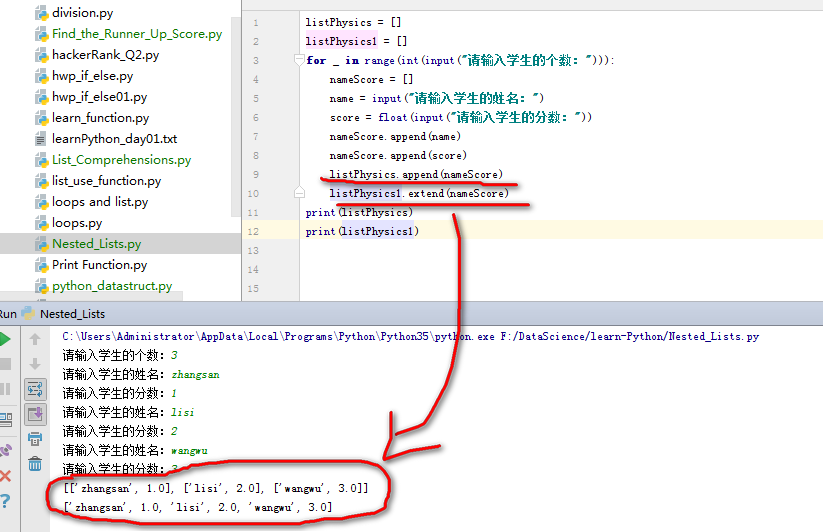 division.py
Find_the_Runner_Up_Score.py
hackerRank_Q2.py
hwp_if_else.py
hwp_if_else01.py
learn_function.py
learnPython_day01.txt
List_Comprehensions.py
list_use_function.py
loops and list.py
loops.py
Nested_Lists.py
Print Function.py
python_datastruct.py
1 listPhysics = []
2 listPhysics1 = []
3 for _ in range(int(input("请输入学生的个数："))):
4 nameScore = []
5 name = input("请输入学生的姓名：")
6 score = float(input("请输入学生的分数："))
7 nameScore.append(name)
8 nameScore.append(score)
9 listPhysics.append(nameScore)
10 listPhysics1.extend(nameScore)
11 print(listPhysics)
12 print(listPhysics1)
13
14
15
Run Nested_Lists
C:\Users\Administrator\AppData\Local\Programs\Python\Python35\python.exe F:/DataScience/learn-Python/Nested_Lists.py
请输入学生的个数：3
请输入学生的姓名：zhangsan
请输入学生的分数：1
请输入学生的姓名：lisi
请输入学生的分数：2
请输入学生的姓名：wangwu
请输入学生的分数：3
[['zhangsan', 1.0], ['lisi', 2.0], ['wangwu', 3.0]]
['zhangsan', 1.0, 'lisi', 2.0, 'wangwu', 3.0]